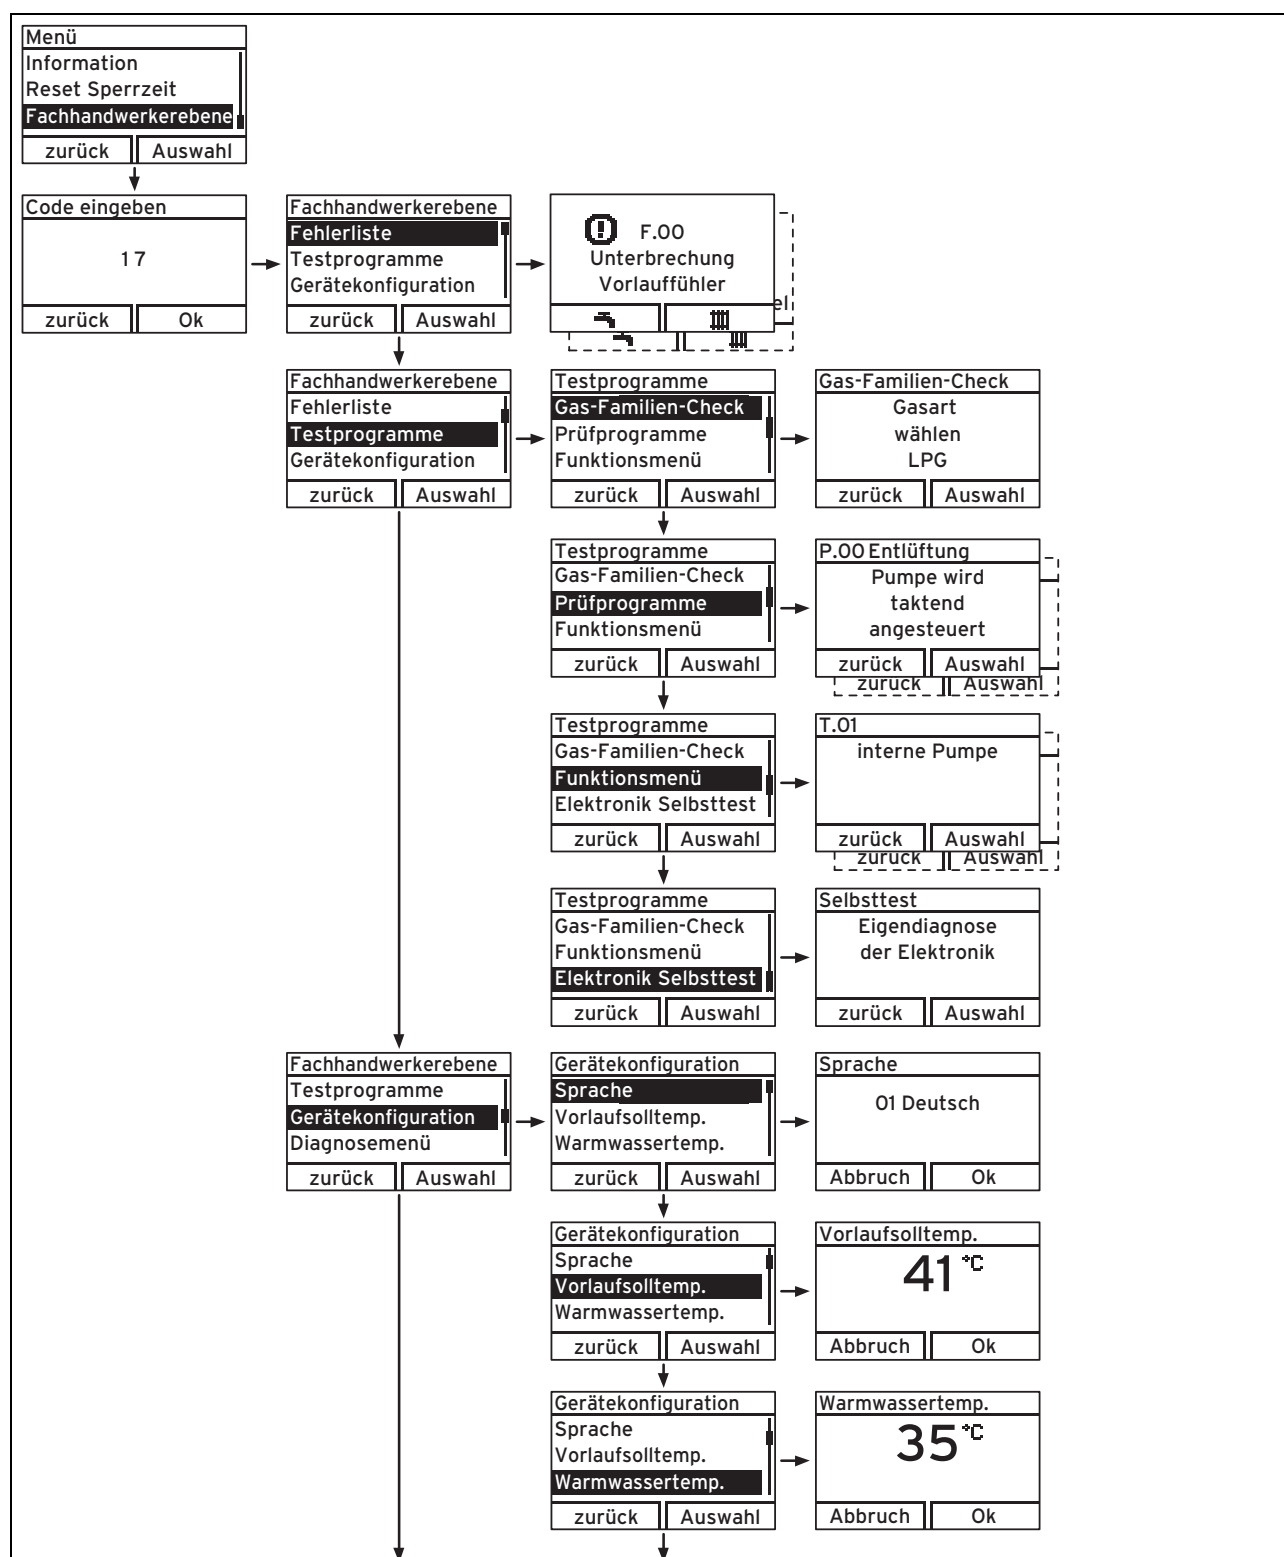 Menü
Information
Reset Sperrzeit
Fachhandwerkerebene
zurück Auswahl
Code eingeben
17
zurück Ok
Fachhandwerkerebene
Fehlerliste
Testprogramme
Gerätekonfiguration
zurück Auswahl
F.00
Unterbrechung
Vorlauffühler
el
Fachhandwerkerebene
Fehlerliste
Testprogramme
Gerätekonfiguration
zurück Auswahl
Testprogramme
Gas-Familien-Check
Prüfprogramme
Funktionsmenü
zurück Auswahl
Gas-Familien-Check
Gasart
wählen
LPG
zurück Auswahl
Testprogramme
Gas-Familien-Check
Prüfprogramme
Funktionsmenü
zurück Auswahl
P.00 Entlüftung
Pumpe wird
taktend
angesteuert
zurück Auswahl
zurück Auswahl
Testprogramme
Gas-Familien-Check
Funktionsmenü
Elektronik Selbsttest
zurück Auswahl
T.01
interne Pumpe
zurück Auswahl
zurück Auswahl
Testprogramme
Gas-Familien-Check
Funktionsmenü
Elektronik Selbsttest
zurück Auswahl
Selbsttest
Eigendiagnose
der Elektronik
zurück Auswahl
Fachhandwerkerebene
Testprogramme
Gerätekonfiguration
Diagnosemenü
zurück Auswahl
Gerätekonfiguration
Sprache
Vorlaufsolltemp.
Warmwassertemp.
zurück Auswahl
Sprache
01 Deutsch
Abbruch Ok
Gerätekonfiguration
Sprache
Vorlaufsolltemp.
Warmwassertemp.
zurück Auswahl
Vorlaufsolltemp.
41 °C
Abbruch Ok
Gerätekonfiguration
Sprache
Vorlaufsolltemp.
Warmwassertemp.
zurück Auswahl
Warmwassertemp.
35 °C
Abbruch Ok